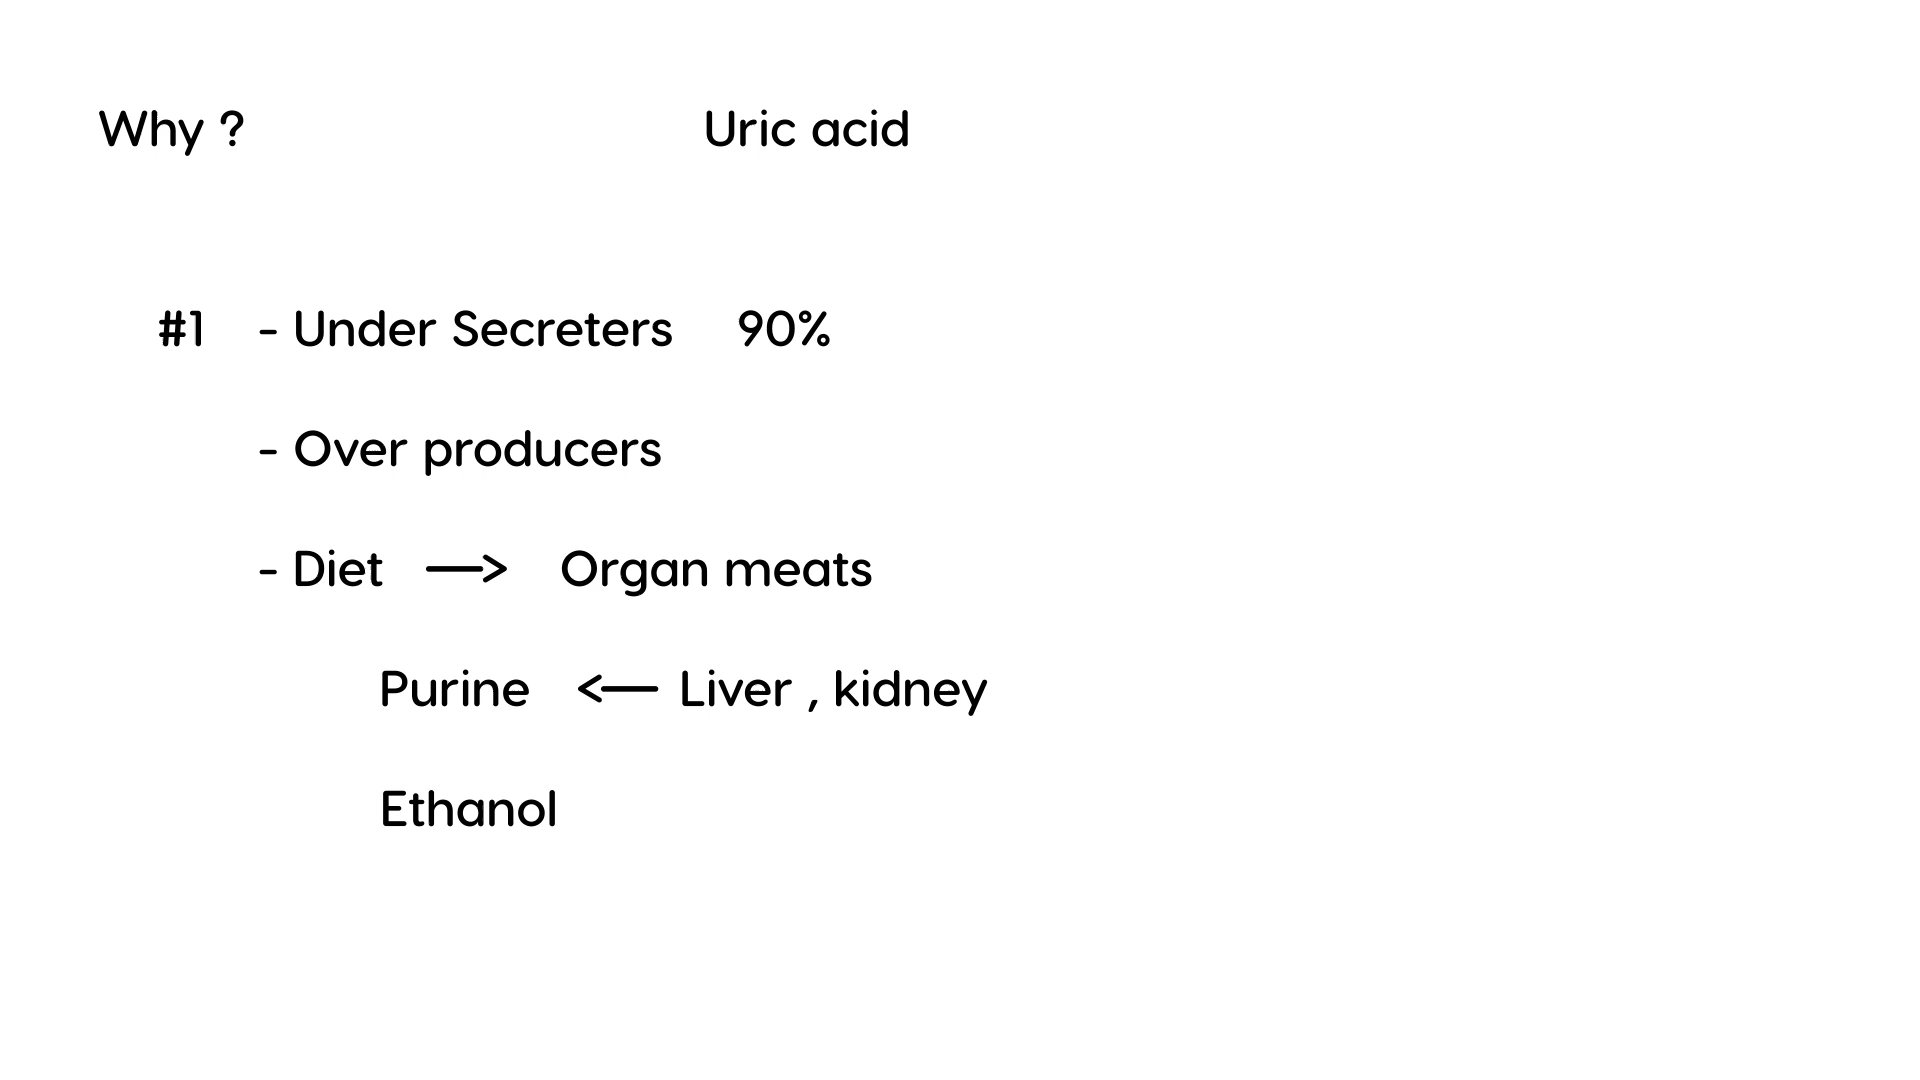 Why ? Uric acid
#1 - Under Secreters 90%
- Over producers
- Diet —> Organ meats
Purine <— Liver , kidney
Ethanol